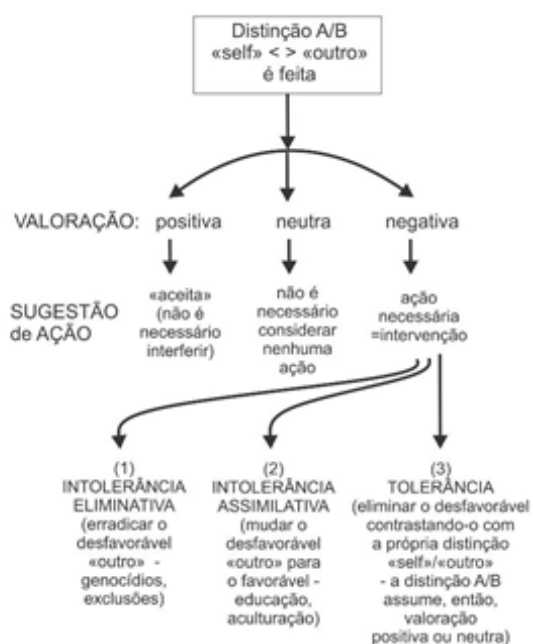 Distinção A/B
«self» < > «outro»
é feita
VALORAÇÃO: positiva neutra negativa
SUGESTÃO
de AÇÃO
«aceita»
(não é
necessário
interferir)
não é
necessário
considerar
nenhuma
ação
ação
necessária
=intervenção
(1)
INTOLERÂNCIA
ELIMINATIVA
(erradicar o
desfavorável
«outro» -
genocídios,
exclusões)
(2)
INTOLERÂNCIA
ASSIMILATIVA
(mudar o
desfavorável
«outro» para
o favorável -
educação,
aculturação)
(3)
TOLERÂNCIA
(eliminar o desfavorável
contrastando-o com
a própria distinção
«self»/«outro»
- a distinção A/B
assume, então,
valoração
positiva ou neutra)